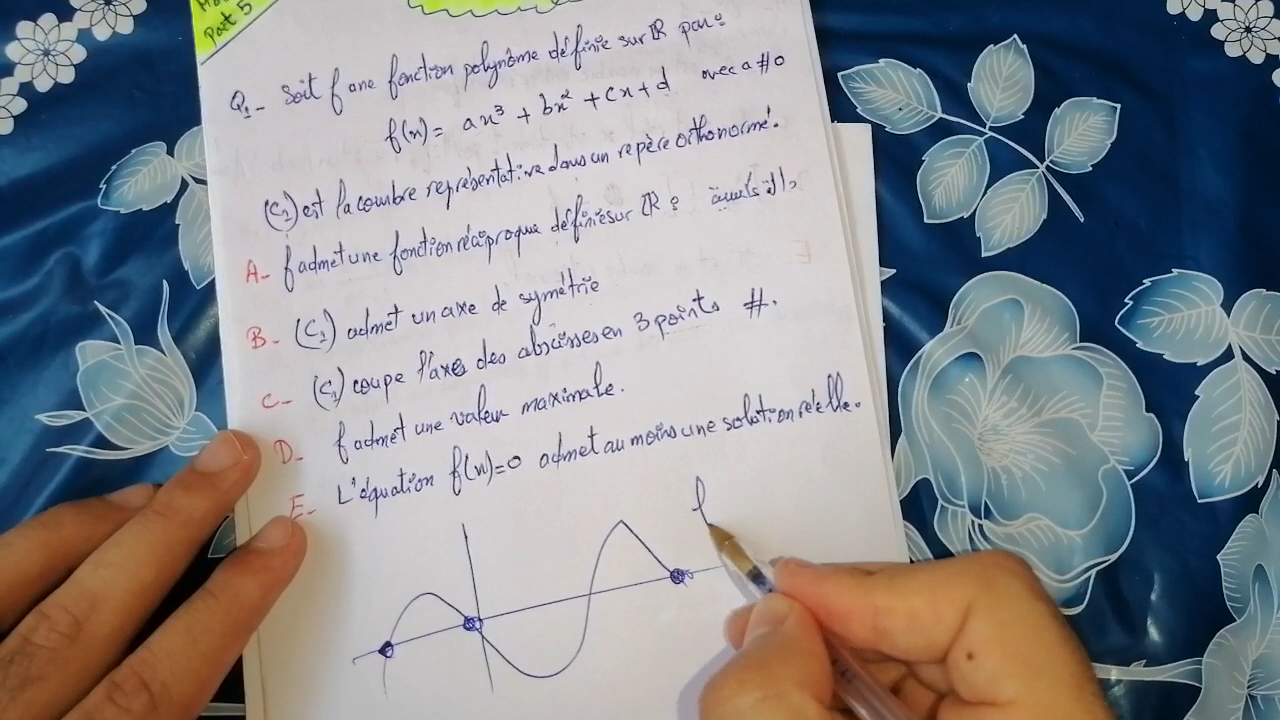 Part 5
Q1- Soit f une fonction polynôme définie sur ℝ par:
f(x) = ax³ + bx² + cx + d avec a ≠ 0
(C1) est la courbe représentative dans un repère orthonormé.
A- f admet une fonction réciproque définie sur ℝ?
B- (C1) admet un axe de symétrie
C- (C1) coupe l'axes des abscisses en 3 points #.
D- f admet une valeur maximale.
E- L'équation f(x)=0 admet au moins une solution réelle.
f